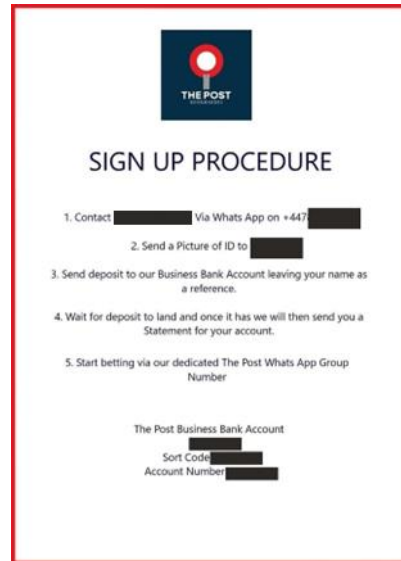 THE POST
SIGN UP PROCEDURE
1. Contact Via Whats App on +447
2. Send a Picture of ID to
3. Send deposit to our Business Bank Account leaving your name as
a reference.
4. Wait for deposit to land and once it has we will then send you a
Statement for your account.
5. Start betting via our dedicated The Post Whats App Group
Number
The Post Business Bank Account
Sort Code
Account Number